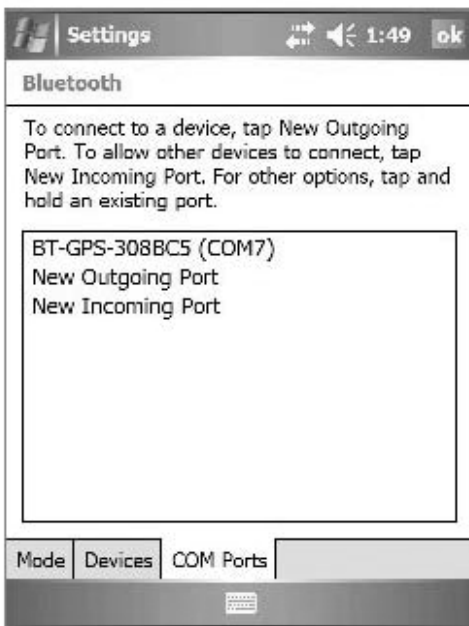 Settings 1:49 ok
Bluetooth
To connect to a device, tap New Outgoing
Port. To allow other devices to connect, tap
New Incoming Port. For other options, tap and
hold an existing port.
BT-GPS-308BC5 (COM7)
New Outgoing Port
New Incoming Port
Mode Devices COM Ports